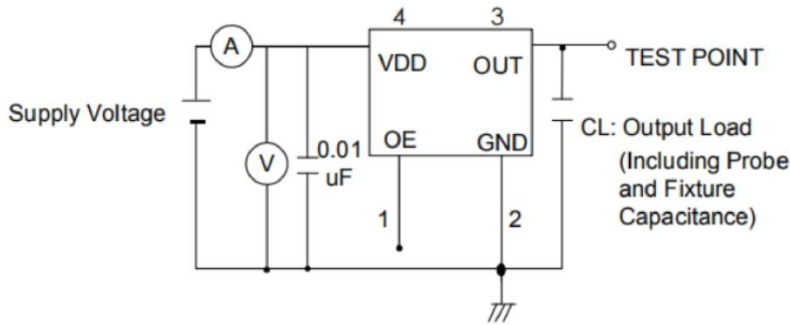 4
3
A
VDD
OUT
TEST POINT
Supply Voltage
CL: Output Load
(Including Probe
and Fixture
Capacitance)
V
0.01
uF
OE
GND
1
2